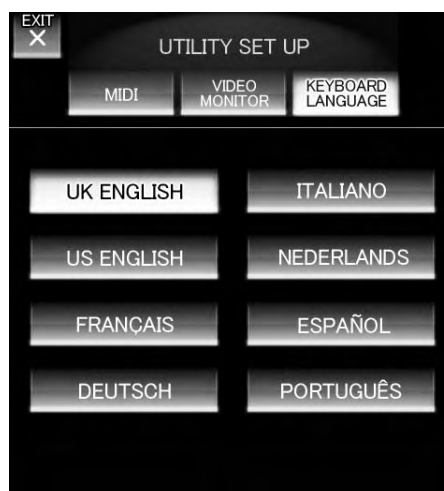 EXIT
×
UTILITY SET UP
MIDI
VIDEO
MONITOR
KEYBOARD
LANGUAGE
UK ENGLISH
ITALIANO
US ENGLISH
NEDERLANDS
FRANÇAIS
ESPAÑOL
DEUTSCH
PORTUGUÊS